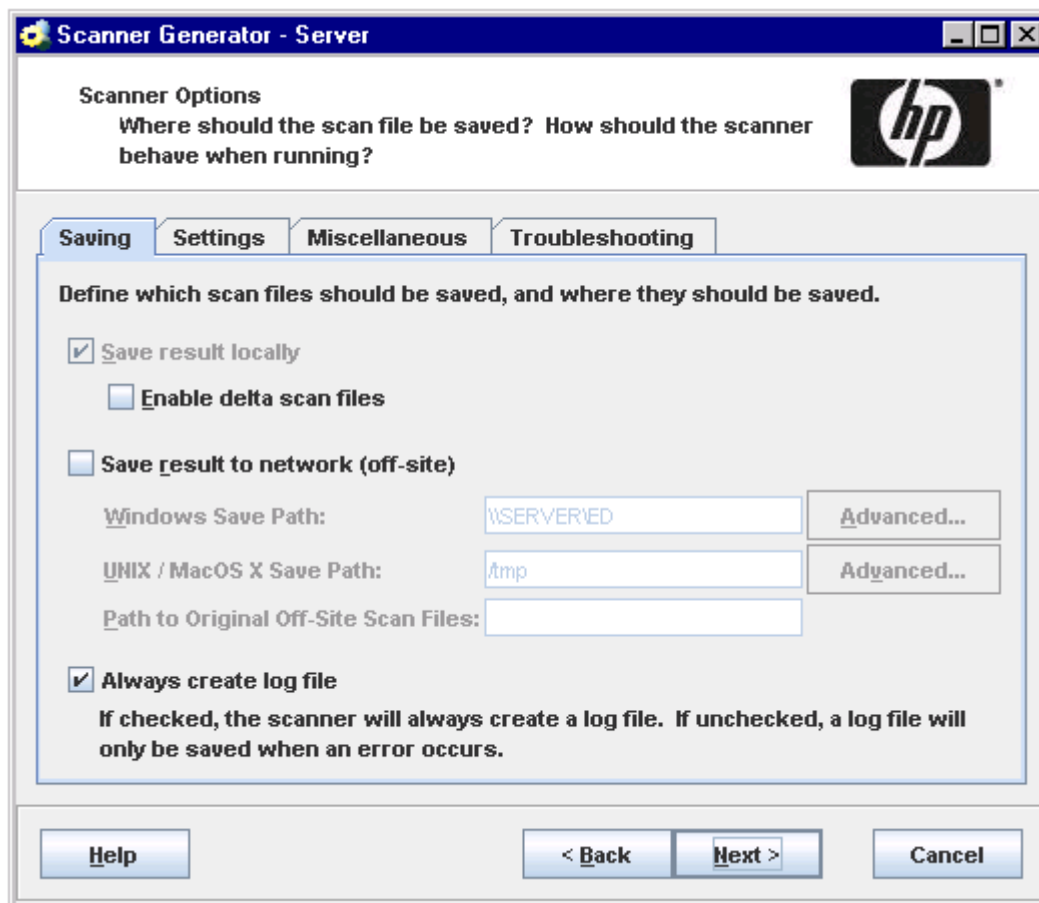 Scanner Generator - Server
Scanner Options
Where should the scan file be saved? How should the scanner
behave when running?
hp
Saving
Settings
Miscellaneous
Troubleshooting
Define which scan files should be saved, and where they should be saved.
Save result locally
Enable delta scan files
Save result to network (off-site)
Windows Save Path:
\\SERVER\ED
Advanced...
UNIX / MacOS X Save Path:
/tmp
Advanced...
Path to Original Off-Site Scan Files:
Always create log file
If checked, the scanner will always create a log file. If unchecked, a log file will
only be saved when an error occurs.
Help
< Back
Next >
Cancel